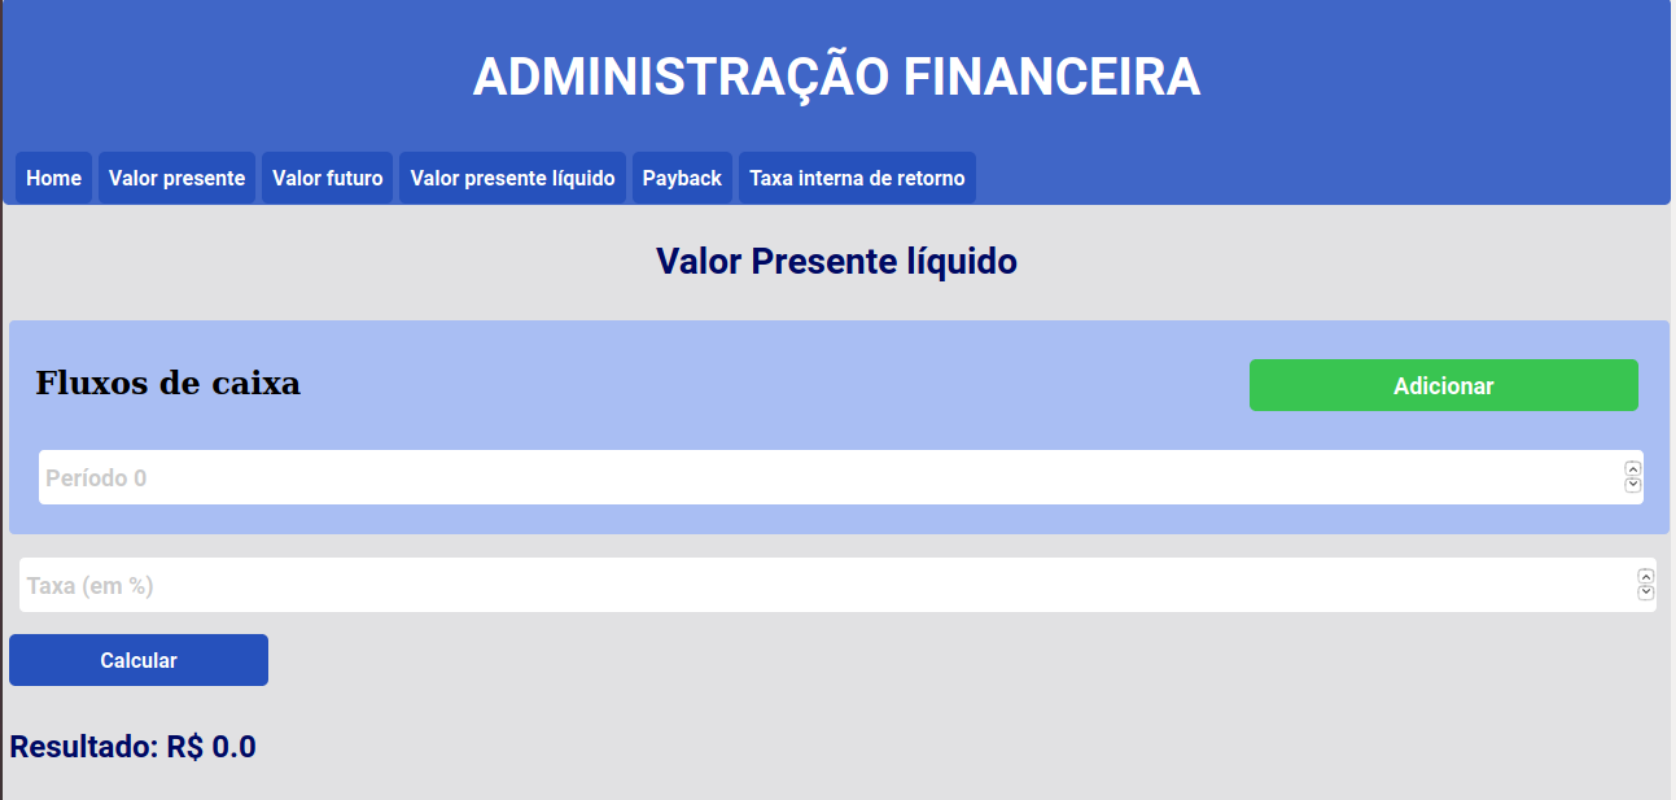 ADMINISTRAÇÃO FINANCEIRA
Home Valor presente Valor futuro Valor presente líquido Payback Taxa interna de retorno
Valor Presente líquido
Fluxos de caixa Adicionar
Período 0
Taxa (em %)
Calcular
Resultado: R$ 0.0